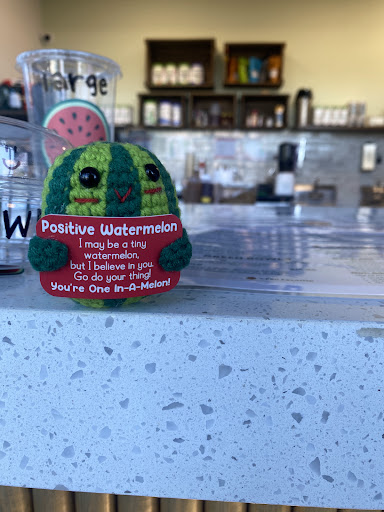 large
Positive Watermelon
I may be a tiny
watermelon,
but I believe in you.
Go do your thing!
You're One In-A-Melon!